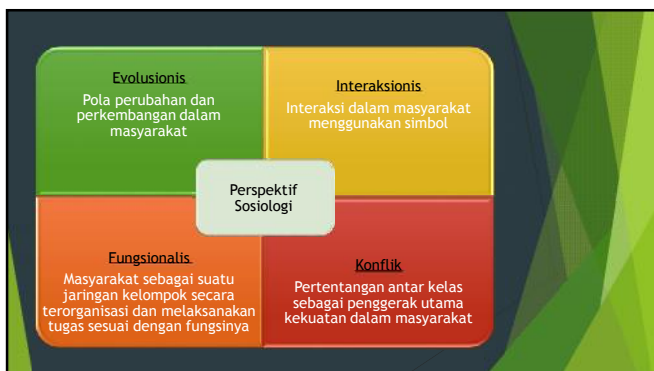 Evolusionis
Pola perubahan dan
perkembangan dalam
masyarakat
Interaksionis
Interaksi dalam masyarakat
menggunakan simbol
Perspektif
Sosiologi
Fungsionalis
Masyarakat sebagai suatu
jaringan kelompok secara
terorganisasi dan melaksanakan
tugas sesuai dengan fungsinya
Konflik
Pertentangan antar kelas
sebagai penggerak utama
kekuatan dalam masyarakat